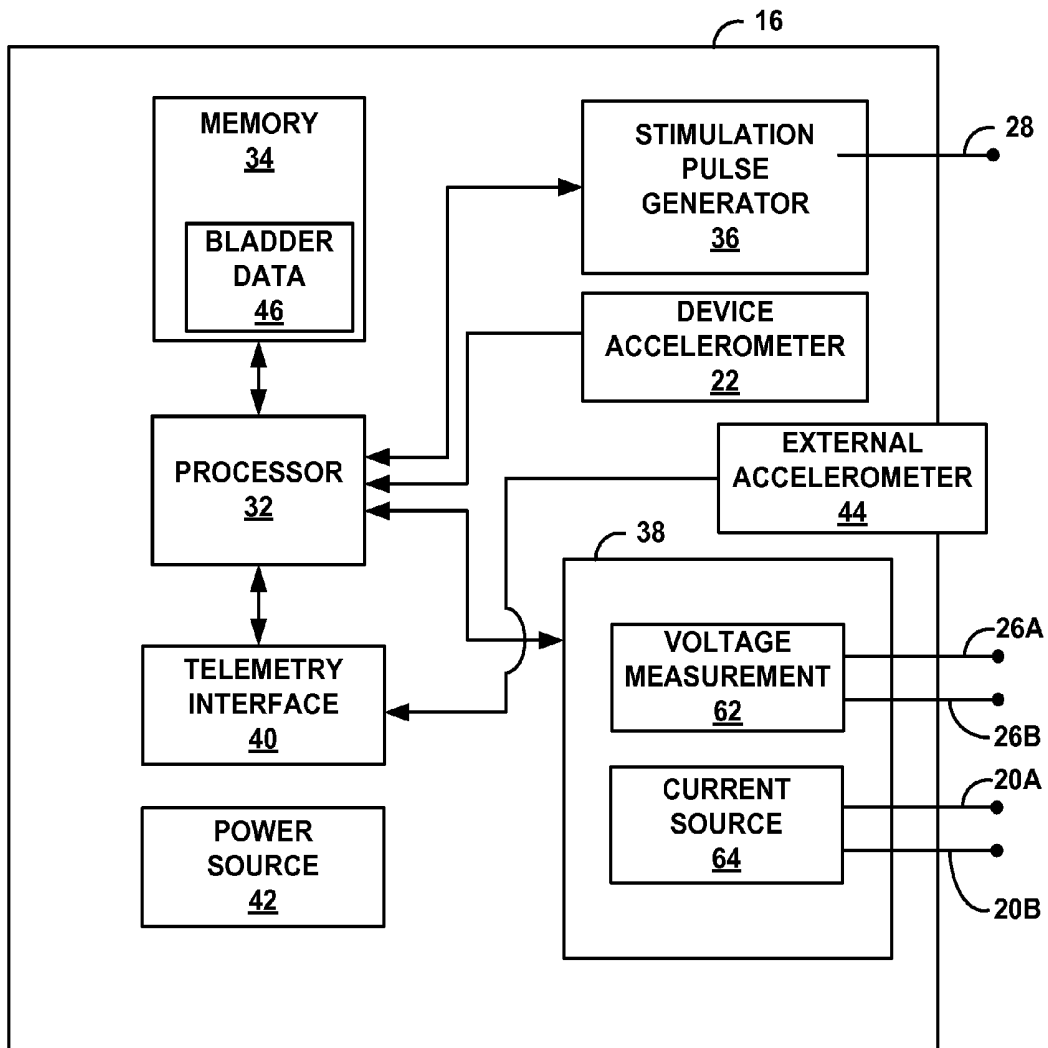 16
MEMORY
34
BLADDER
DATA
46
STIMULATION
PULSE
GENERATOR
36
28
DEVICE
ACCELEROMETER
22
PROCESSOR
32
EXTERNAL
ACCELEROMETER
44
38
TELEMETRY
INTERFACE
40
VOLTAGE
MEASUREMENT
62
26A
26B
CURRENT
SOURCE
64
20A
20B
POWER
SOURCE
42